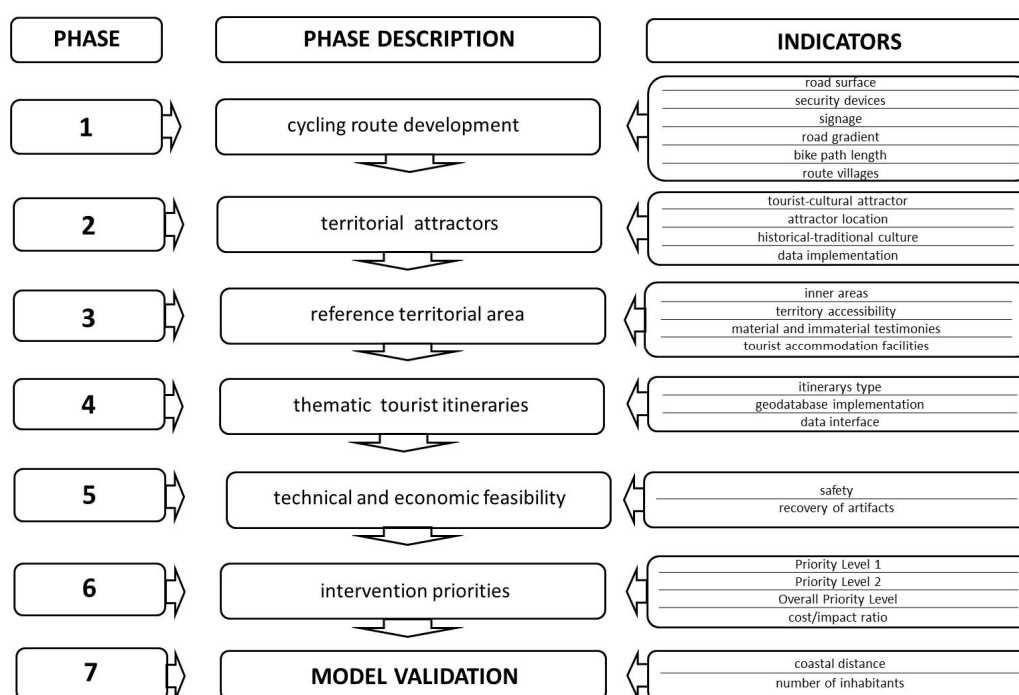 PHASE
PHASE DESCRIPTION
INDICATORS
1
cycling route development
road surface
security devices
signage
road gradient
bike path length
route villages
2
territorial attractors
tourist-cultural attractor
attractor location
historical-traditional culture
data implementation
3
reference territorial area
inner areas
territory accessibility
material and immaterial testimonies
tourist accommodation facilities
4
thematic tourist itineraries
itinerarys type
geodatabase implementation
data interface
5
technical and economic feasibility
safety
recovery of artifacts
6
intervention priorities
Priority Level 1
Priority Level 2
Overall Priority Level
cost/impact ratio
7
MODEL VALIDATION
coastal distance
number of inhabitants